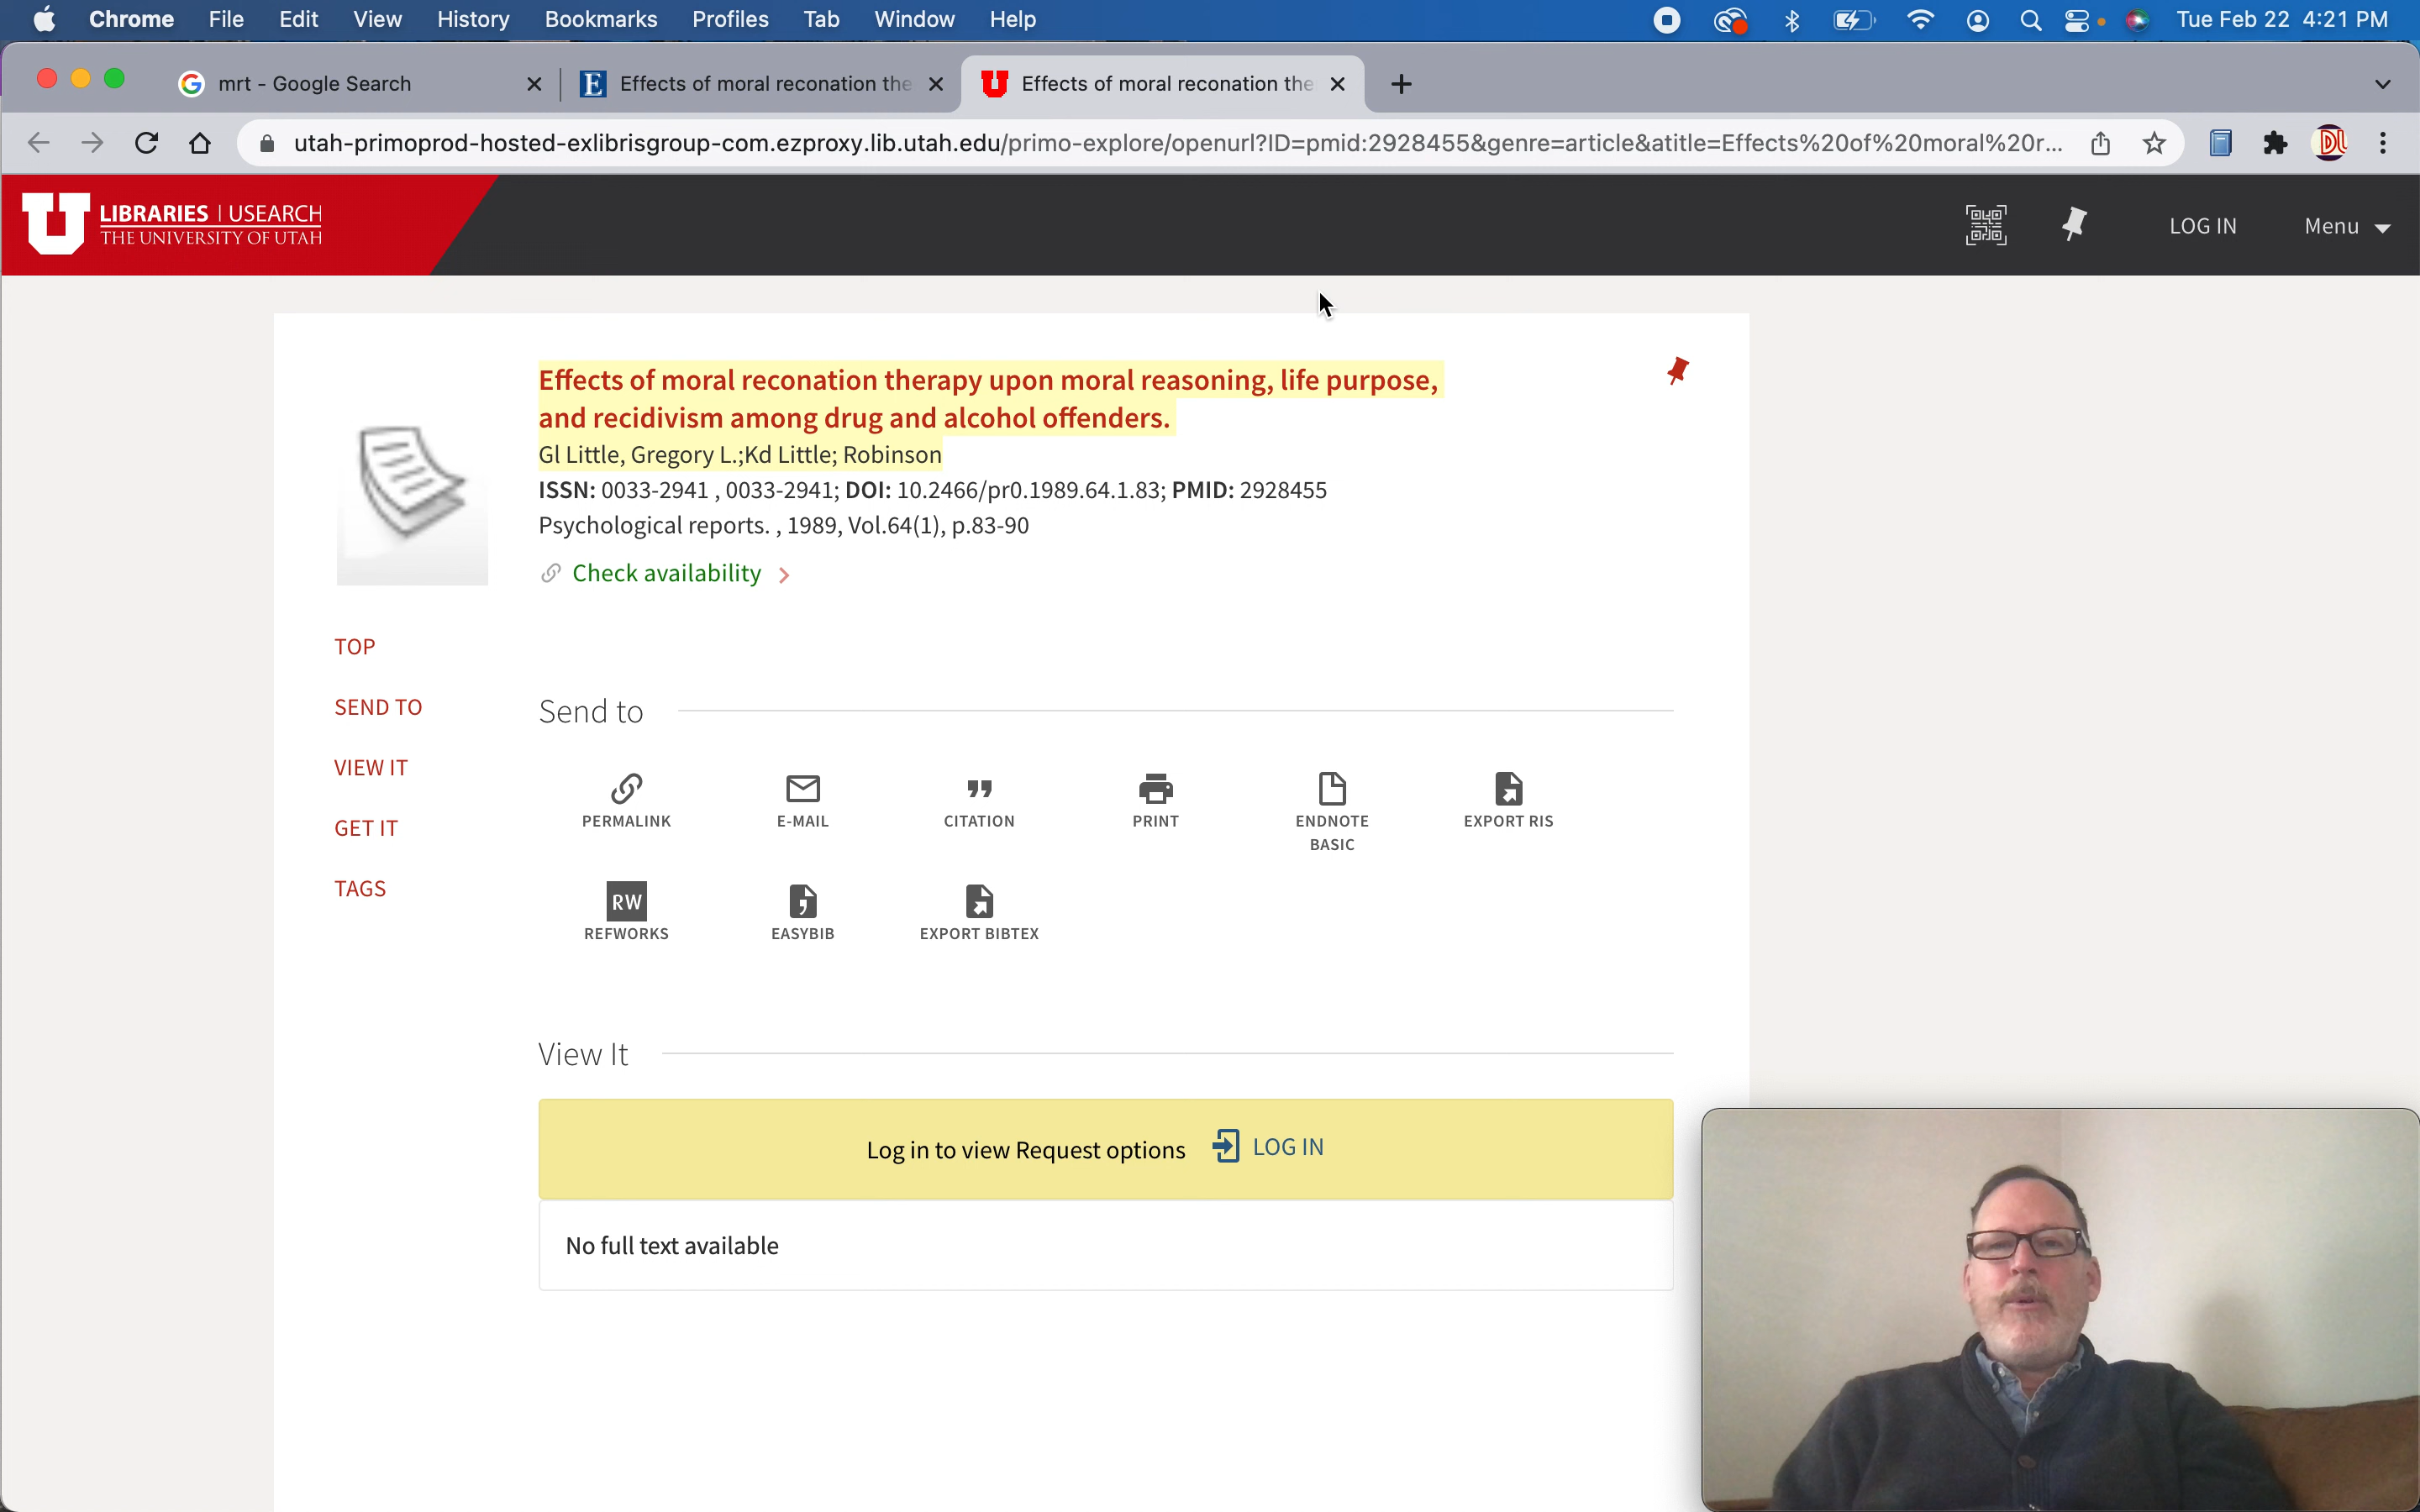 Chrome File Edit View History Bookmarks Profiles Tab Window Help Tue Feb 22 4:21 PM
mrt - Google Search
Effects of moral reconation the
Effects of moral reconation the
utah-primoprod-hosted-exlibrisgroup-com.ezproxy.lib.utah.edu/primo-explore/openurl?ID=pmid:2928455&genre=article&atitle=Effects%20of%20moral%20r...
DL
U LIBRARIES | USEARCH
THE UNIVERSITY OF UTAH
LOG IN
Menu
Effects of moral reconation therapy upon moral reasoning, life purpose,
and recidivism among drug and alcohol offenders.
Gl Little, Gregory L.;Kd Little; Robinson
ISSN: 0033-2941 , 0033-2941; DOI: 10.2466/pr0.1989.64.1.83; PMID: 2928455
Psychological reports. , 1989, Vol.64(1), p.83-90
Check availability
TOP
SEND TO
VIEW IT
GET IT
TAGS
Send to
PERMALINK
E-MAIL
CITATION
PRINT
ENDNOTE
BASIC
EXPORT RIS
RW
REFWORKS
EASYBIB
EXPORT BIBTEX
View It
Log in to view Request options LOG IN
No full text available